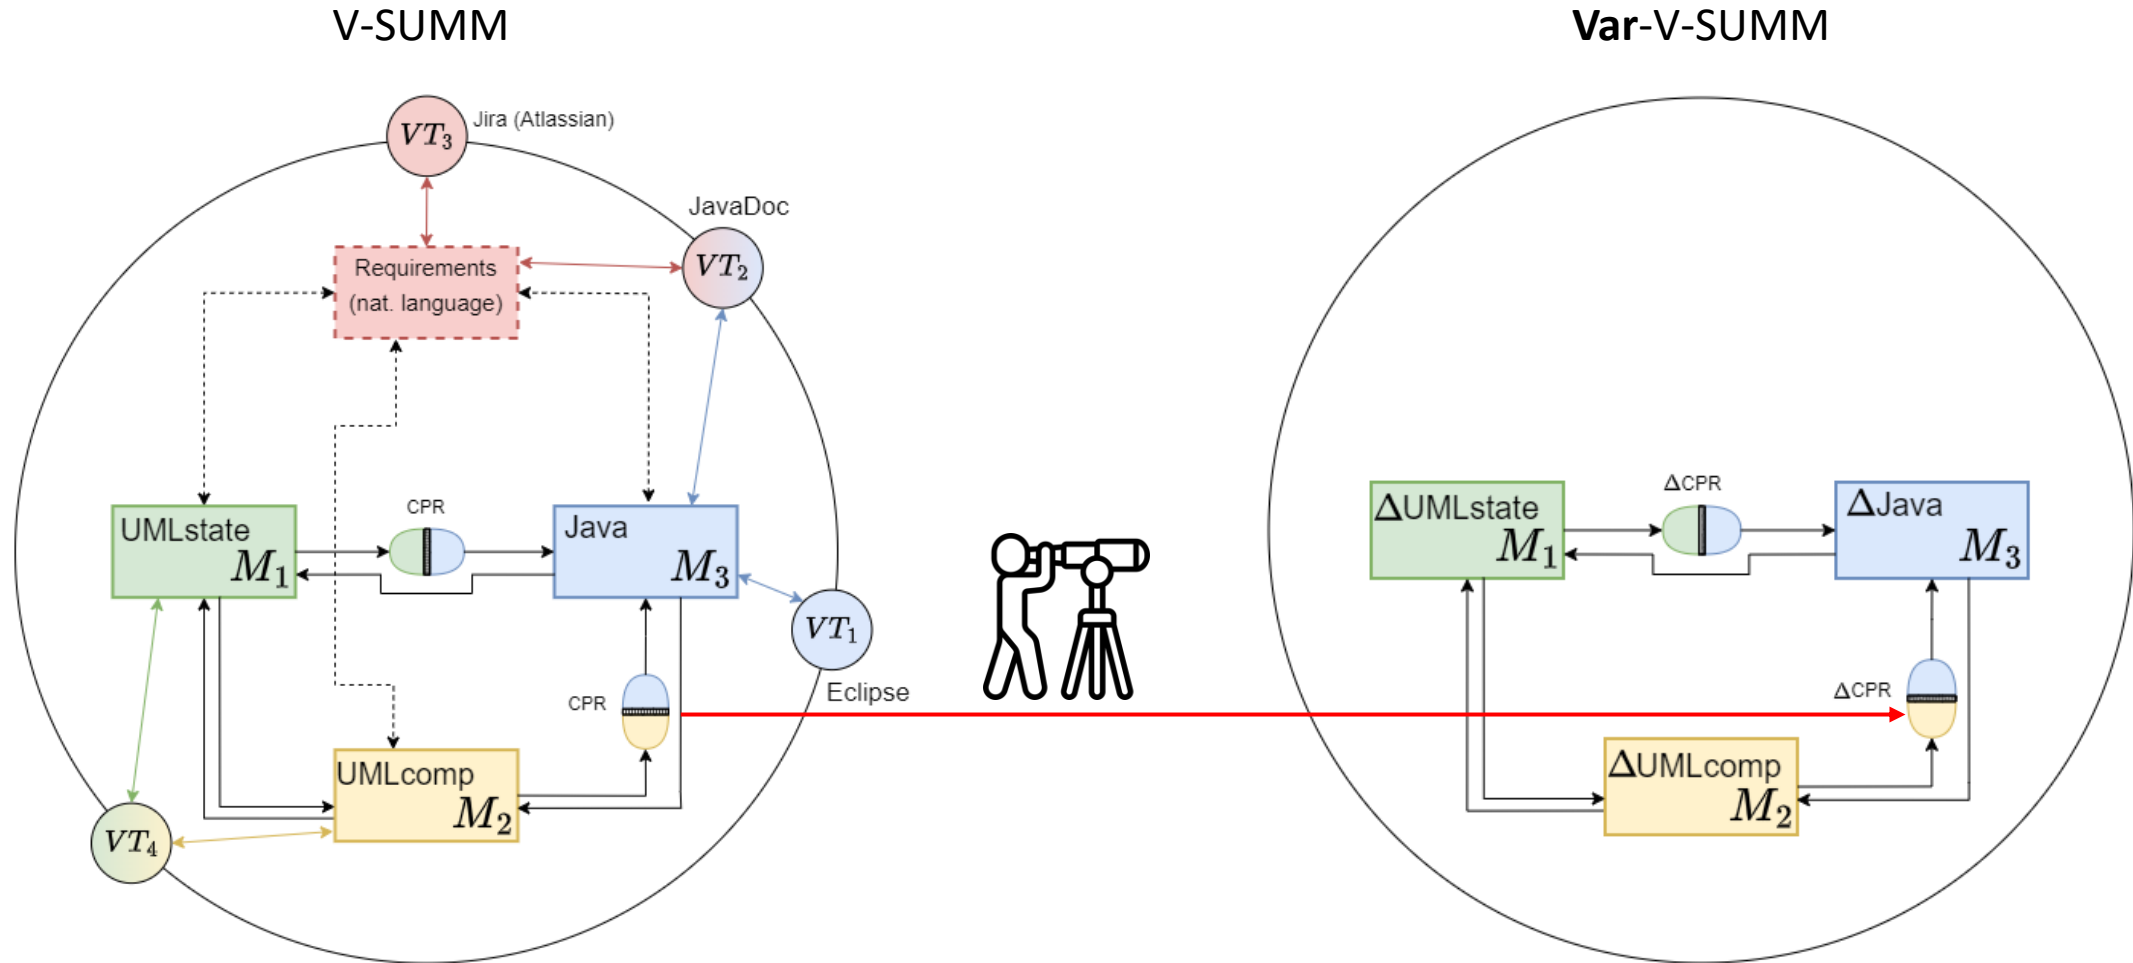 V-SUMM
Var-V-SUMM
VT₃
Jira (Atlassian)
JavaDoc
VT₂
Requirements
(nat. language)
UMLstate
M₁
CPR
Java
M₃
VT₁
Eclipse
CPR
UMLcomp
M₂
VT₄
ΔUMLstate
M₁
ΔCPR
ΔJava
M₃
ΔCPR
ΔUMLcomp
M₂